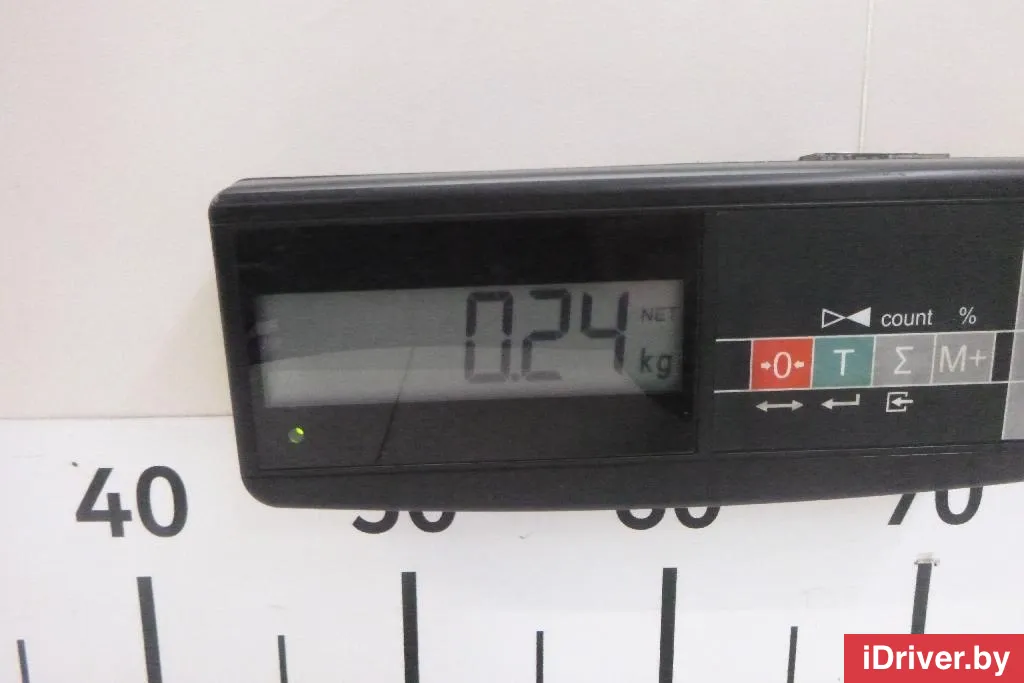 0.24 NET kg
count %
→0← T Σ M+
40 50 60 70
iDriver.by